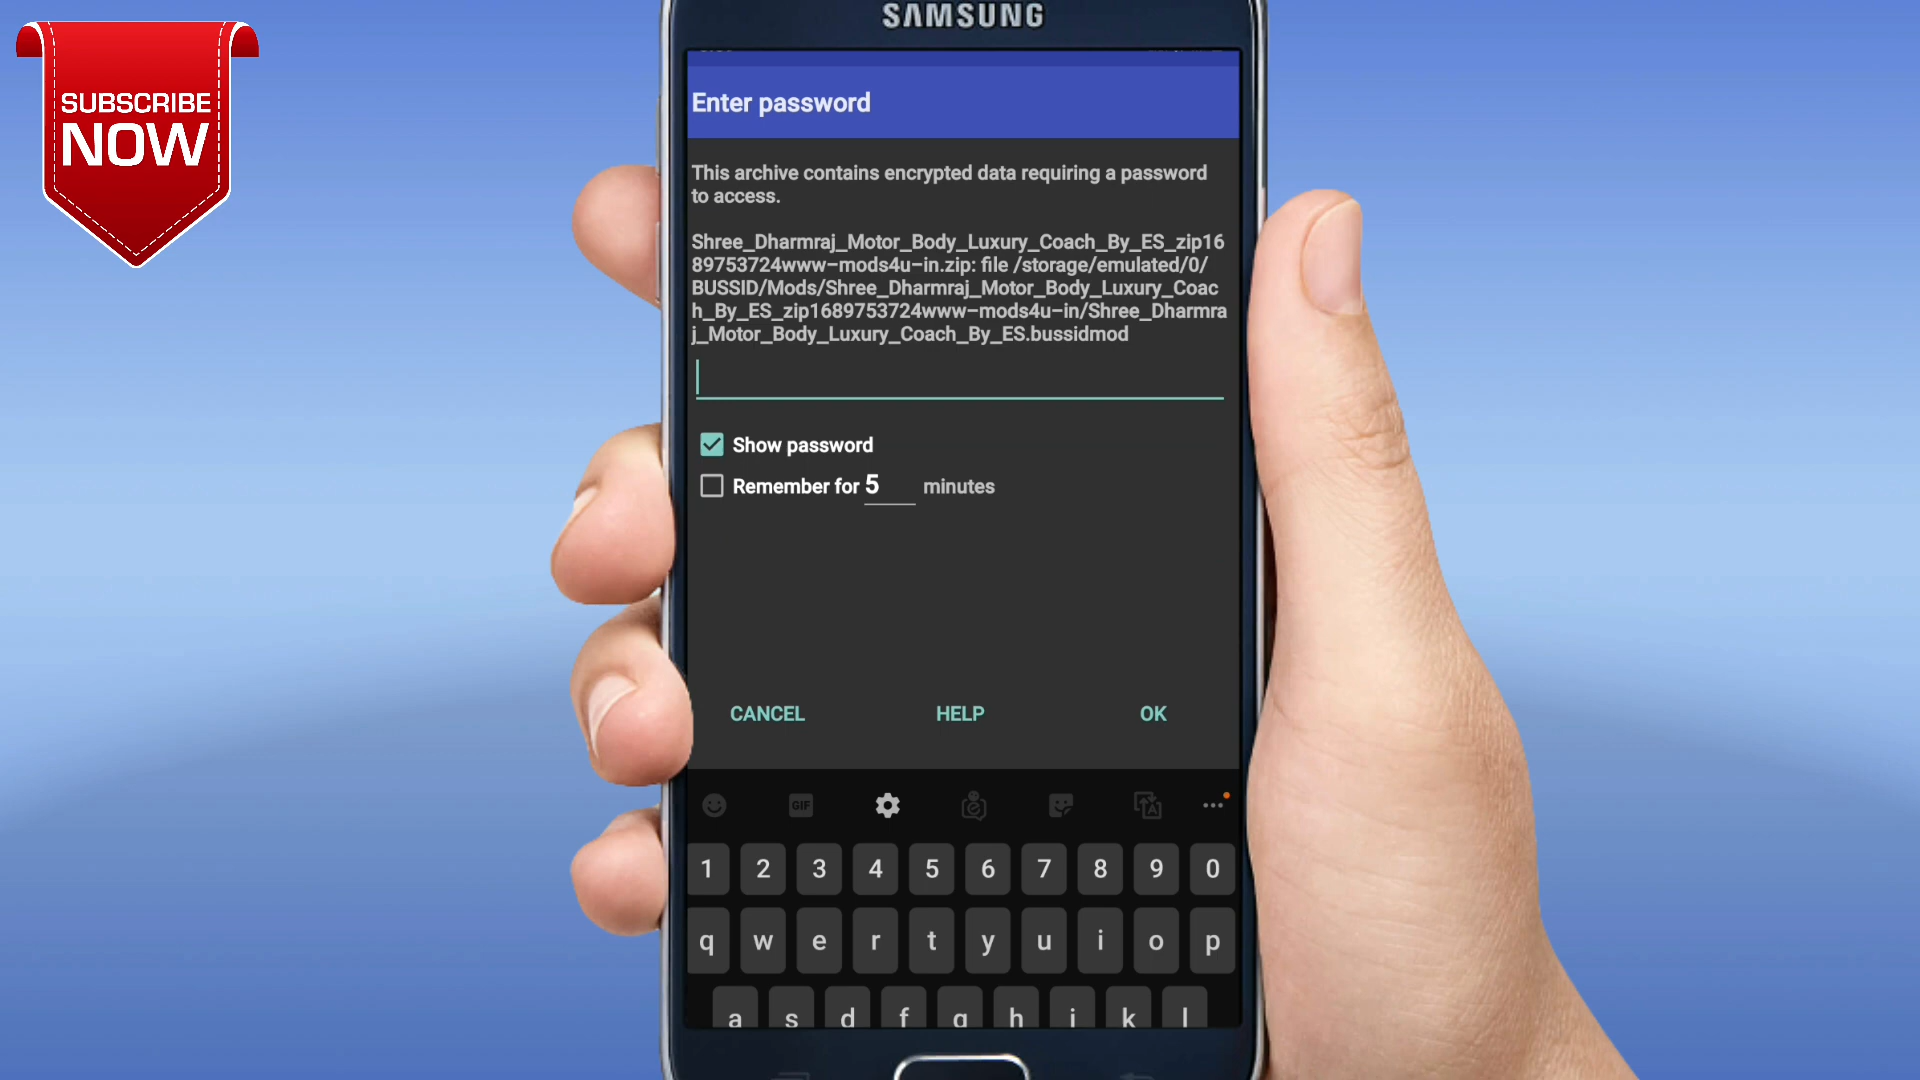 SUBSCRIBE
NOW
SAMSUNG
Enter password
This archive contains encrypted data requiring a password
to access.
Shree_Dharmraj_Motor_Body_Luxury_Coach_By_ES_zip16
89753724www-mods4u-in.zip: file /storage/emulated/0/
BUSSID/Mods/Shree_Dharmraj_Motor_Body_Luxury_Coac
h_By_ES_zip1689753724www-mods4u-in/Shree_Dharmra
j_Motor_Body_Luxury_Coach_By_ES.bussidmod
Show password
Remember for 5 minutes
CANCEL HELP OK
GIF
1 2 3 4 5 6 7 8 9 0
q w e r t y u i o p
a s d f g h j k l